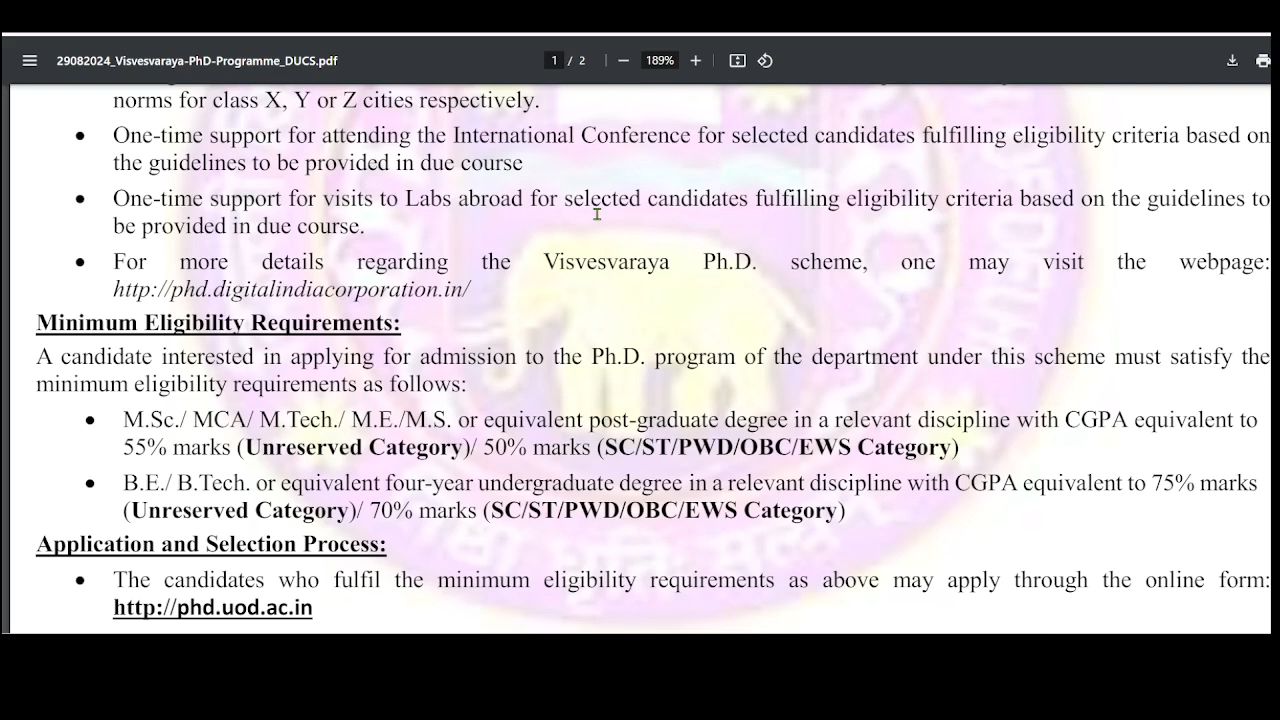 29082024_Visvesvaraya-PhD-Programme_DUCS.pdf
1 / 2
189%
norms for class X, Y or Z cities respectively.
• One-time support for attending the International Conference for selected candidates fulfilling eligibility criteria based on
the guidelines to be provided in due course
• One-time support for visits to Labs abroad for selected candidates fulfilling eligibility criteria based on the guidelines to
be provided in due course.
• For more details regarding the Visvesvaraya Ph.D. scheme, one may visit the webpage:
http://phd.digitalindiacorporation.in/
Minimum Eligibility Requirements:
A candidate interested in applying for admission to the Ph.D. program of the department under this scheme must satisfy the
minimum eligibility requirements as follows:
• M.Sc./ MCA/ M.Tech./ M.E./M.S. or equivalent post-graduate degree in a relevant discipline with CGPA equivalent to
55% marks (Unreserved Category)/ 50% marks (SC/ST/PWD/OBC/EWS Category)
• B.E./ B.Tech. or equivalent four-year undergraduate degree in a relevant discipline with CGPA equivalent to 75% marks
(Unreserved Category)/ 70% marks (SC/ST/PWD/OBC/EWS Category)
Application and Selection Process:
• The candidates who fulfil the minimum eligibility requirements as above may apply through the online form:
http://phd.uod.ac.in